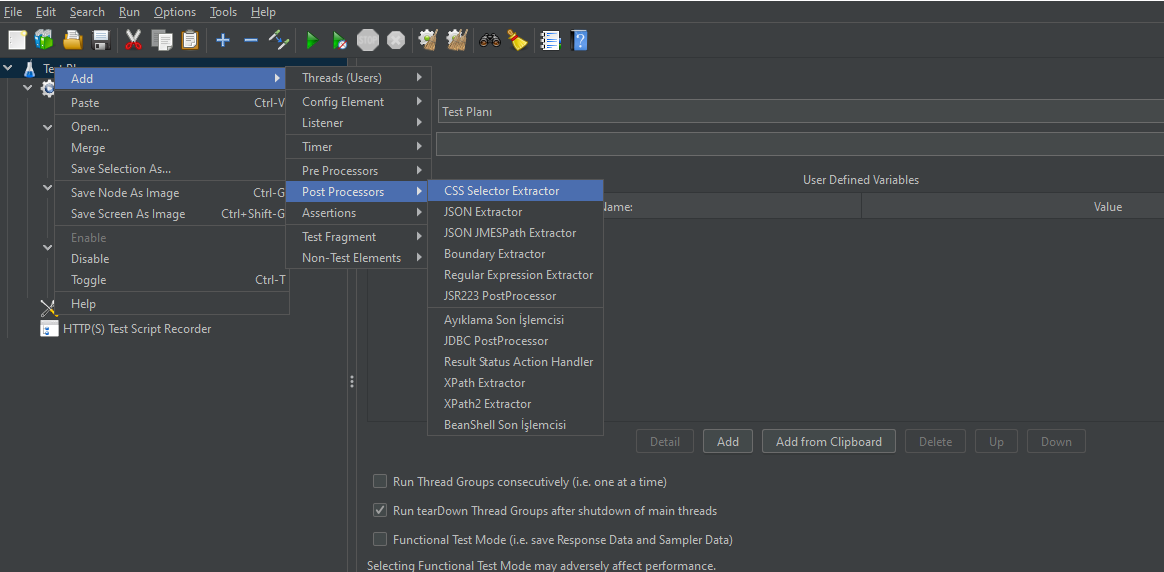 File Edit Search Run Options Tools Help
STOP
Test Pl
Add
Paste Ctrl-V
Open...
Merge
Save Selection As...
Save Node As Image Ctrl-G
Save Screen As Image Ctrl+Shift-G
Enable
Disable
Toggle Ctrl-T
Help
HTTP(S) Test Script Recorder
Threads (Users)
Config Element
Listener
Timer
Pre Processors
Post Processors
Assertions
Test Fragment
Non-Test Elements
CSS Selector Extractor
JSON Extractor
JSON JMESPath Extractor
Boundary Extractor
Regular Expression Extractor
JSR223 PostProcessor
Ayıklama Son İşlemcisi
JDBC PostProcessor
Result Status Action Handler
XPath Extractor
XPath2 Extractor
BeanShell Son İşlemcisi
Test Planı
User Defined Variables
Name: Value
Detail Add Add from Clipboard Delete Up Down
Run Thread Groups consecutively (i.e. one at a time)
Run tearDown Thread Groups after shutdown of main threads
Functional Test Mode (i.e. save Response Data and Sampler Data)
Selecting Functional Test Mode may adversely affect performance.